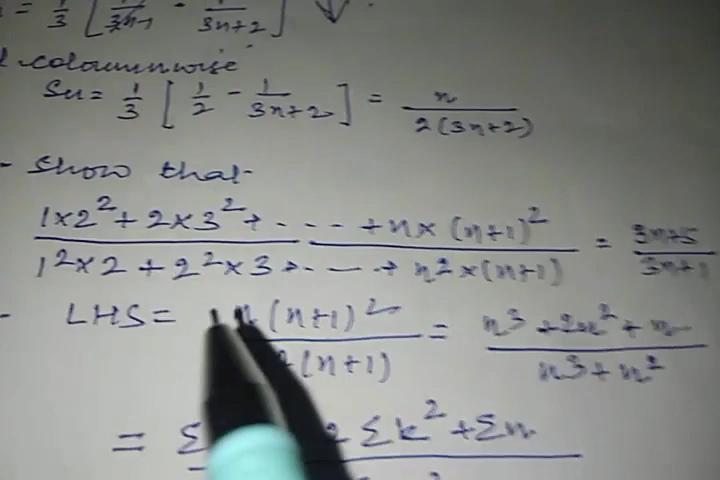 = 1/3 [ 1/3n-1 - 1/3n+2 ] ↓
columnwise
Sn = 1/3 [ 1/2 - 1/3n+2 ] = n/2(3n+2)
- Show that-
1×2²+2×3²+.....+n×(n+1)² / 1²×2+2²×3+...+n²×(n+1) = 3n+5/3n+1
- LHS = n(n+1)²/(n+1) = n³+2n²+n/n³+n²
= Σ 2Σk²+Σn